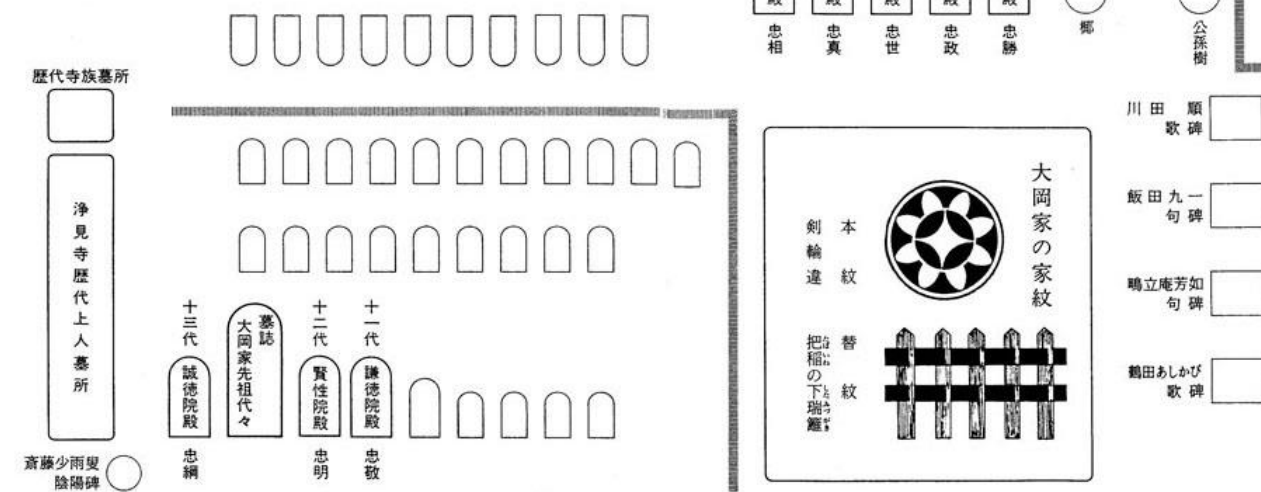 殿
殿
殿
殿
殿
忠相
忠真
忠世
忠政
忠勝
公孫樹
歴代寺族墓所
浄見寺歴代上人墓所
斎藤少雨叟
陰陽碑
十三代
誠徳院殿
忠綱
墓誌
大岡家先祖代々
十二代
賢性院殿
忠明
十一代
謙徳院殿
忠敬
大岡家の家紋
本紋
剣輪違
替紋
把稲の下瑞籬
川田順
歌碑
飯田九一
句碑
鴫立庵芳如
句碑
鶴田あしかび
歌碑